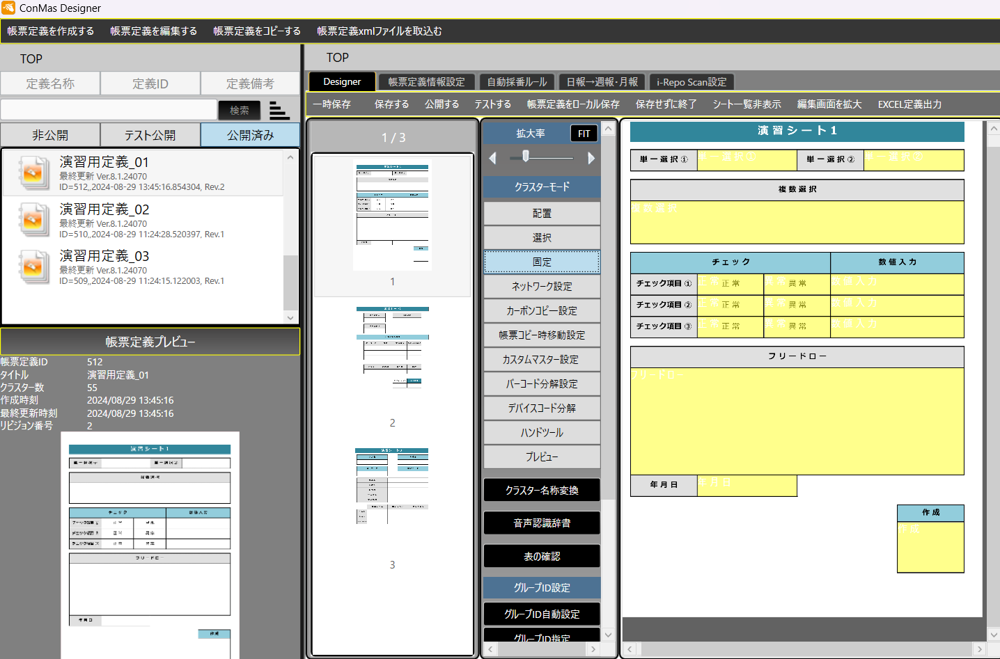 ConMas Designer
帳票定義を作成する 帳票定義を編集する 帳票定義をコピーする 帳票定義xmlファイルを取込む
TOP
定義名称 定義ID 定義備考
検索
非公開 テスト公開 公開済み
演習用定義_01
最終更新 Ver.8.1.24070
ID=512,,2024-08-29 13:45:16.854304, Rev.2
演習用定義_02
最終更新 Ver.8.1.24070
ID=510,,2024-08-29 11:24:28.520397, Rev.1
演習用定義_03
最終更新 Ver.8.1.24070
ID=509,,2024-08-29 11:24:15.122003, Rev.1
帳票定義プレビュー
帳票定義ID 512
タイトル 演習用定義_01
クラスター数 55
作成時刻 2024/08/29 13:45:16
最終更新時刻 2024/08/29 13:45:16
リビジョン番号 2
演習シート1
複数選択
チェック 数値入力
フリードロー
年月日
作成
TOP
Designer 帳票定義情報設定 自動採番ルール 日報→週報・月報 i-Repo Scan設定
一時保存 保存する 公開する テストする 帳票定義をローカル保存 保存せずに終了 シート一覧非表示 編集画面を拡大 EXCEL定義出力
1 / 3
1
2
3
拡大率 FIT
クラスターモード
配置
選択
固定
ネットワーク設定
カーボンコピー設定
帳票コピー時移動設定
カスタムマスター設定
バーコード分解設定
デバイスコード分解
ハンドツール
プレビュー
クラスター名称変換
音声認識辞書
表の確認
グループID設定
グループID自動設定
グループID指定
演習シート1
単一選択① 単一選択① 単一選択② 単一選択②
複数選択
複数選択
チェック 数値入力
チェック項目① 正常 正常 異常 異常 数値入力
チェック項目② 正常 正常 異常 異常 数値入力
チェック項目③ 正常 正常 異常 異常 数値入力
フリードロー
フリードロー
年月日 年月日
作成
作成